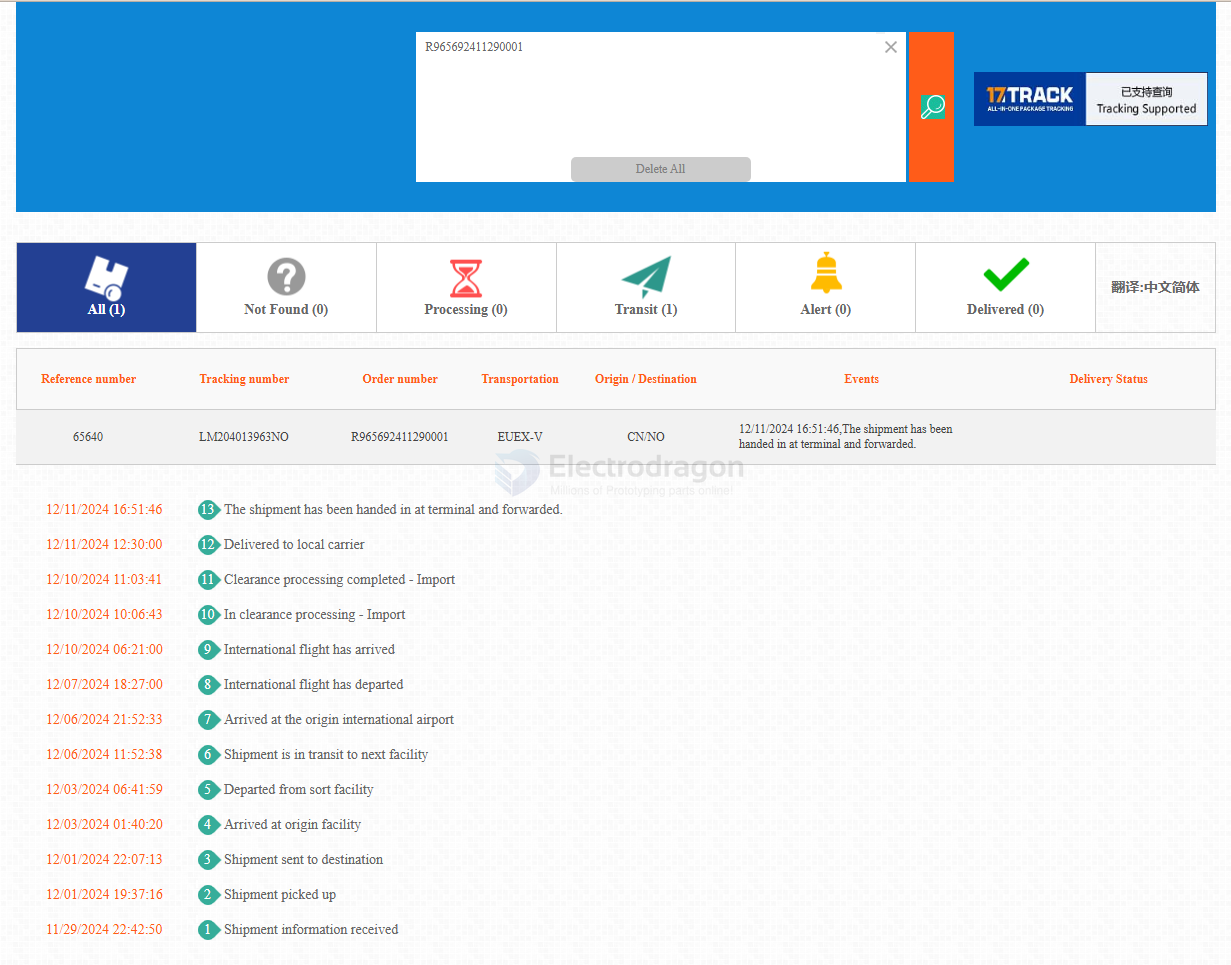 R965692411290001
Delete All
17TRACK
ALL-IN-ONE PACKAGE TRACKING
已支持查询
Tracking Supported
All (1)
Not Found (0)
Processing (0)
Transit (1)
Alert (0)
Delivered (0)
翻译:中文简体
Reference number Tracking number Order number Transportation Origin / Destination Events Delivery Status
65640 LM204013963NO R965692411290001 EUEX-V CN/NO 12/11/2024 16:51:46,The shipment has been
handed in at terminal and forwarded.
Electrodragon
Millions of Prototyping parts online!
12/11/2024 16:51:46 13 The shipment has been handed in at terminal and forwarded.
12/11/2024 12:30:00 12 Delivered to local carrier
12/10/2024 11:03:41 11 Clearance processing completed - Import
12/10/2024 10:06:43 10 In clearance processing - Import
12/10/2024 06:21:00 9 International flight has arrived
12/07/2024 18:27:00 8 International flight has departed
12/06/2024 21:52:33 7 Arrived at the origin international airport
12/06/2024 11:52:38 6 Shipment is in transit to next facility
12/03/2024 06:41:59 5 Departed from sort facility
12/03/2024 01:40:20 4 Arrived at origin facility
12/01/2024 22:07:13 3 Shipment sent to destination
12/01/2024 19:37:16 2 Shipment picked up
11/29/2024 22:42:50 1 Shipment information received